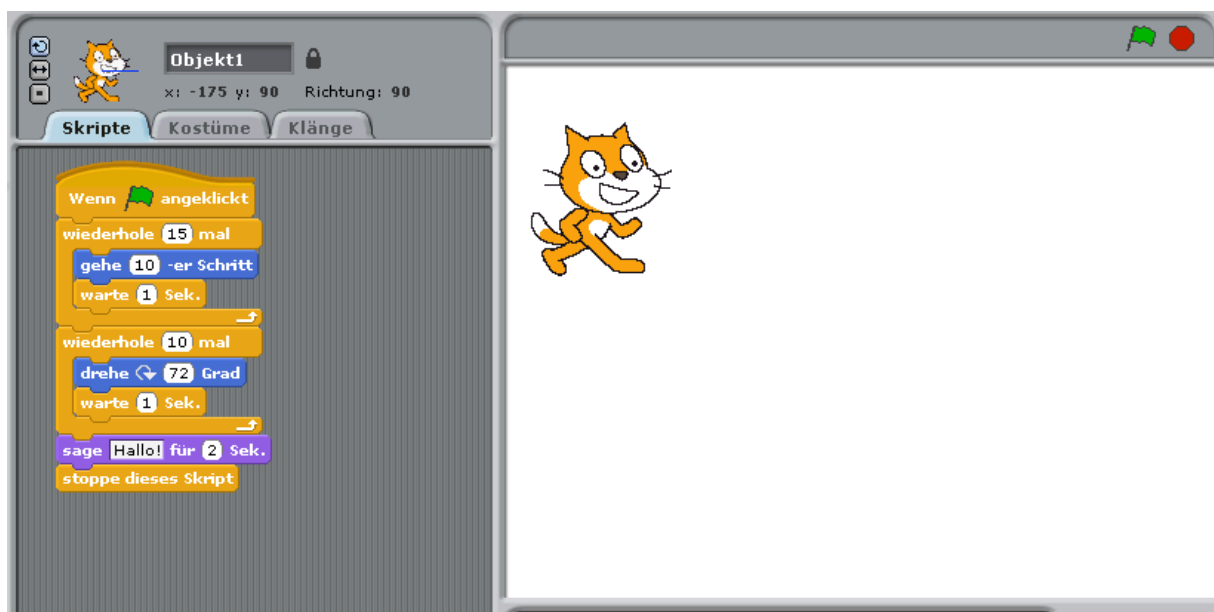 Objekt1
x: -175 y: 90 Richtung: 90
Skripte Kostüme Klänge
Wenn angeklickt
wiederhole 15 mal
gehe 10 -er Schritt
warte 1 Sek.
wiederhole 10 mal
drehe 72 Grad
warte 1 Sek.
sage Hallo! für 2 Sek.
stoppe dieses Skript